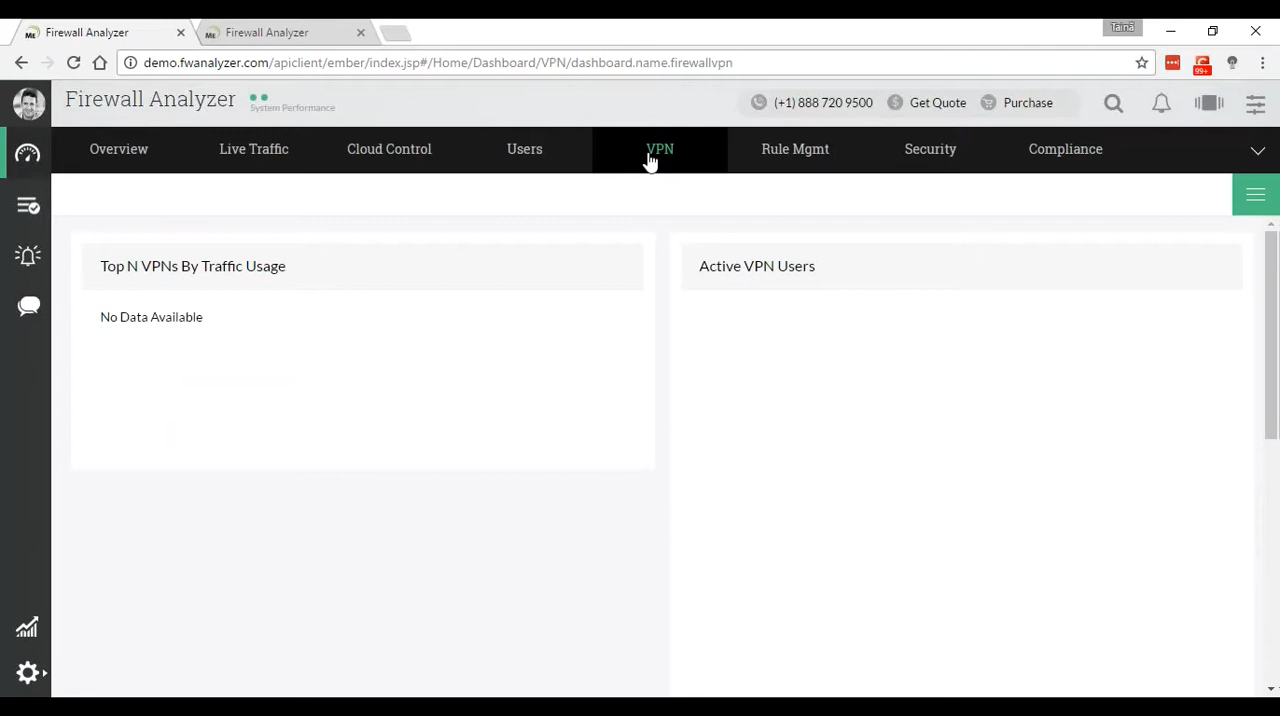 Firewall Analyzer
Firewall Analyzer
Tainã
demo.fwanalyzer.com/apiclient/ember/index.jsp#/Home/Dashboard/VPN/dashboard.name.firewallvpn
99+
Firewall Analyzer
System Performance
(+1) 888 720 9500
Get Quote
Purchase
Overview
Live Traffic
Cloud Control
Users
VPN
Rule Mgmt
Security
Compliance
Top N VPNs By Traffic Usage
Active VPN Users
No Data Available